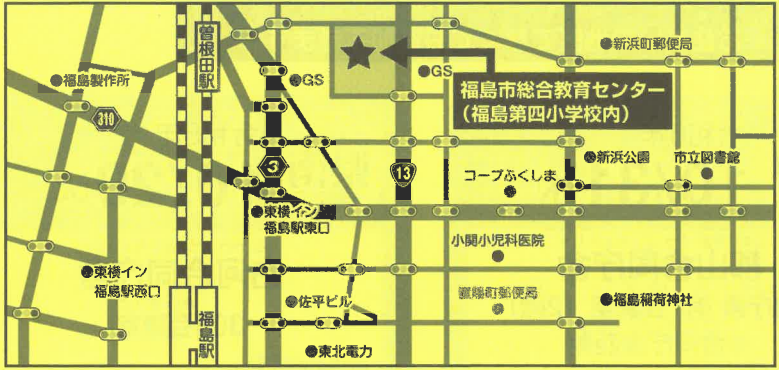 曽根田駅
新浜町郵便局
福島製作所
GS
GS
福島市総合教育センター
(福島第四小学校内)
310
3
13
新浜公園
市立図書館
コープふくしま
東横イン
福島駅東口
小関小児科医院
東横イン
福島駅西口
佐平ビル
福島稲荷神社
福島駅
東北電力